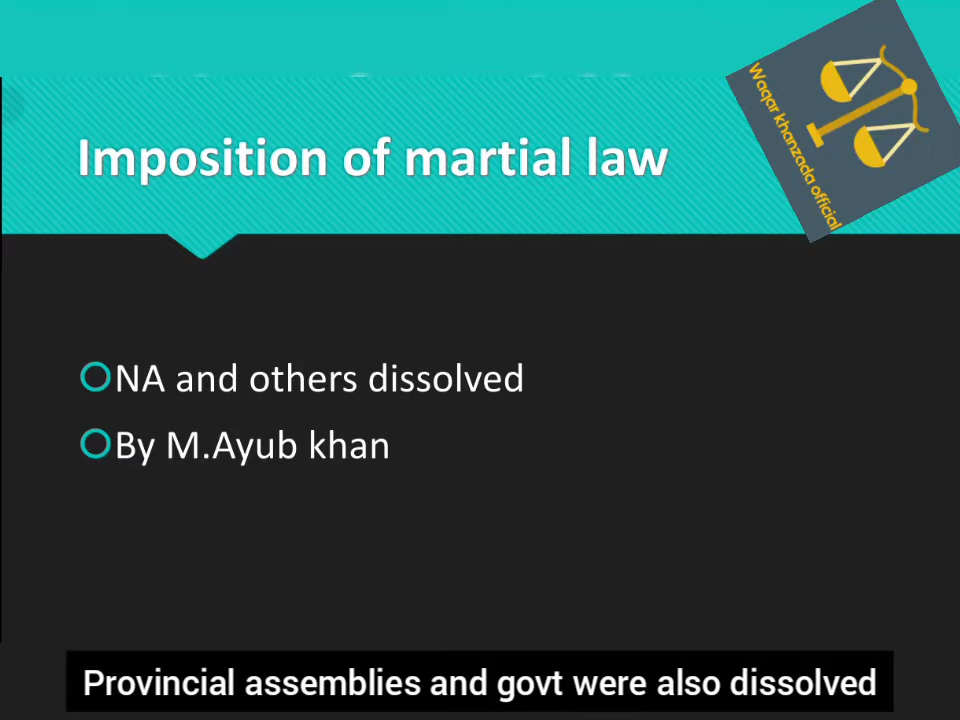 Imposition of martial law
Waqar khanzada official
NA and others dissolved
By M.Ayub khan
Provincial assemblies and govt were also dissolved